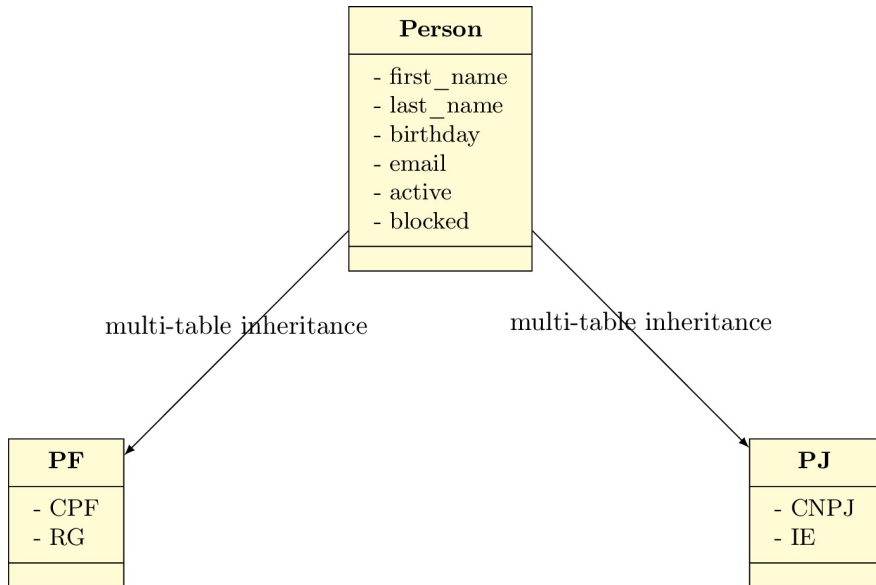 Person
- first_name
- last_name
- birthday
- email
- active
- blocked
multi-table inheritance
multi-table inheritance
PF
- CPF
- RG
PJ
- CNPJ
- IE